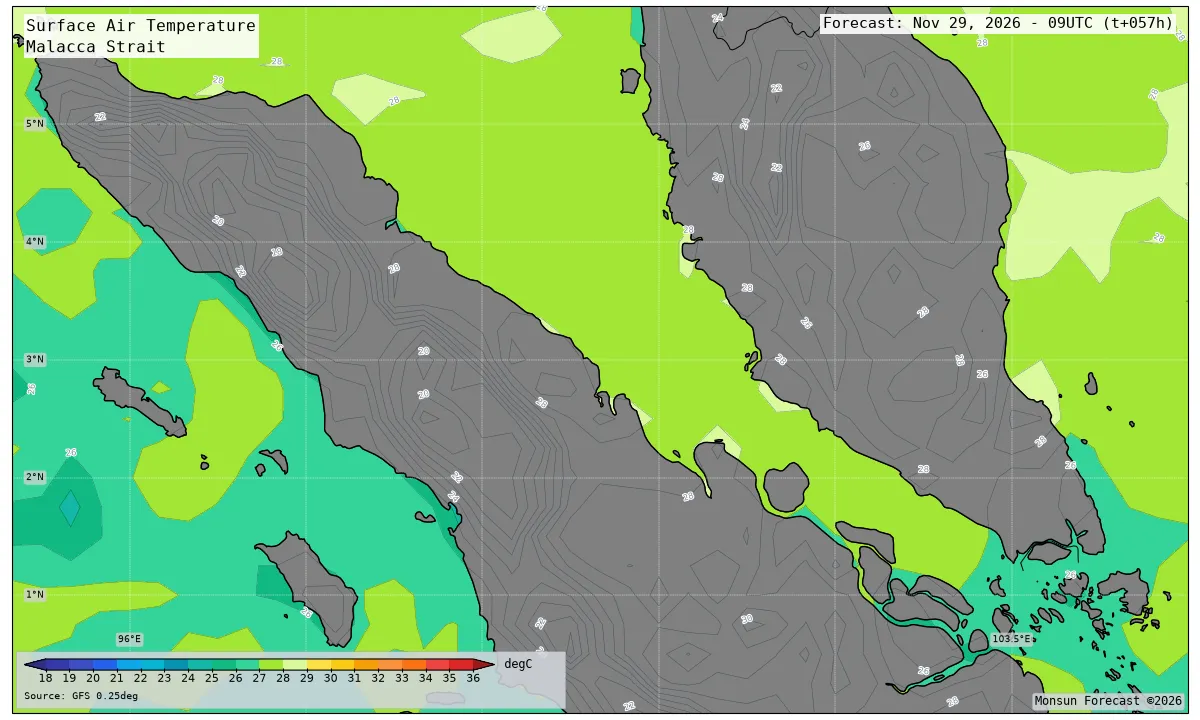 Surface Air Temperature
Malacca Strait
Forecast: Nov 29, 2026 - 09UTC (t+057h)
5°N
4°N
3°N
2°N
1°N
96°E
103.5°E
degC
18 19 20 21 22 23 24 25 26 27 28 29 30 31 32 33 34 35 36
Source: GFS 0.25deg
Monsun Forecast ©2026